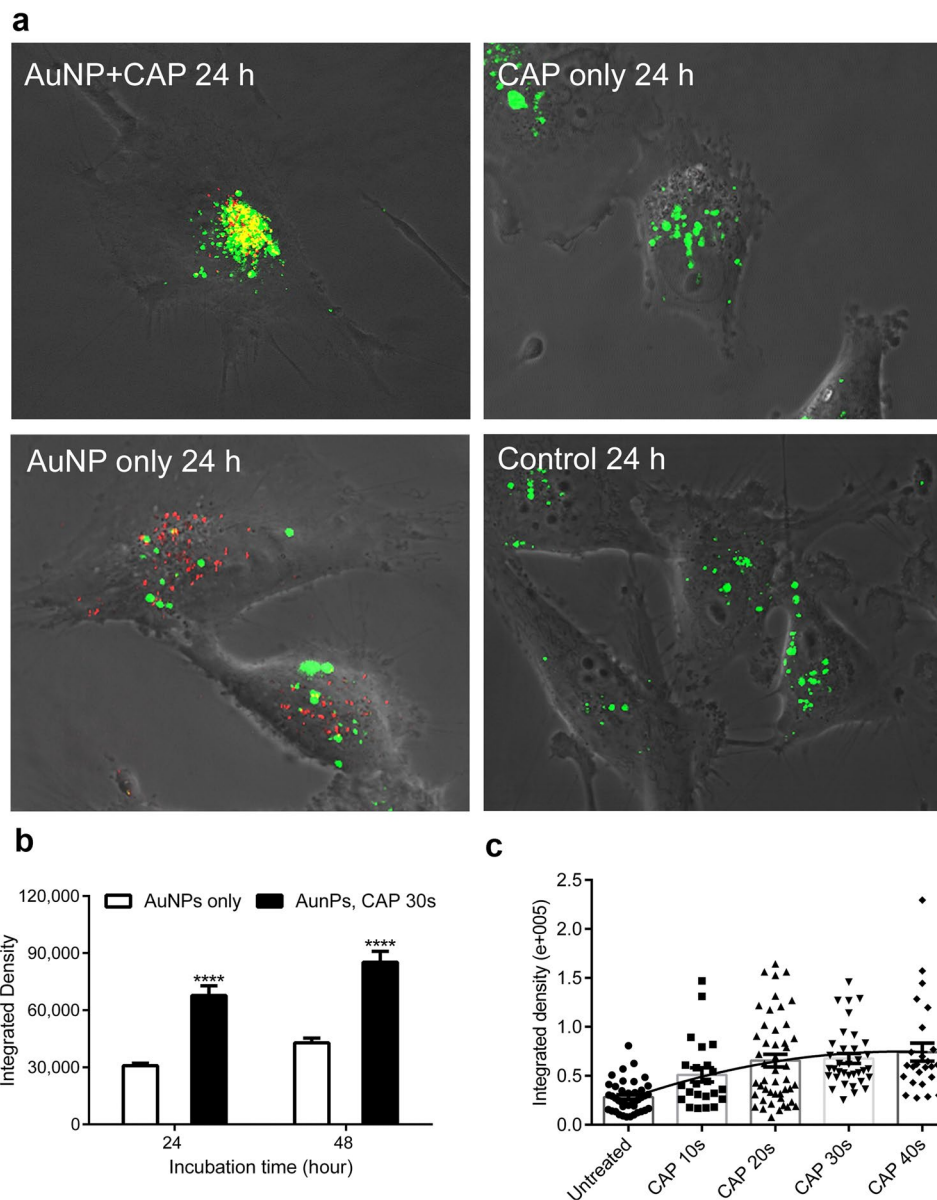 a
AuNP+CAP 24 h
CAP only 24 h
AuNP only 24 h
Control 24 h
b
120,000
90,000
60,000
30,000
0
Integrated Density
AuNPs only
AunPs, CAP 30s
****
****
24
48
Incubation time (hour)
c
2.5
2.0
1.5
1.0
0.5
0.0
Integrated density (e+005)
Untreated
CAP 10s
CAP 20s
CAP 30s
CAP 40s